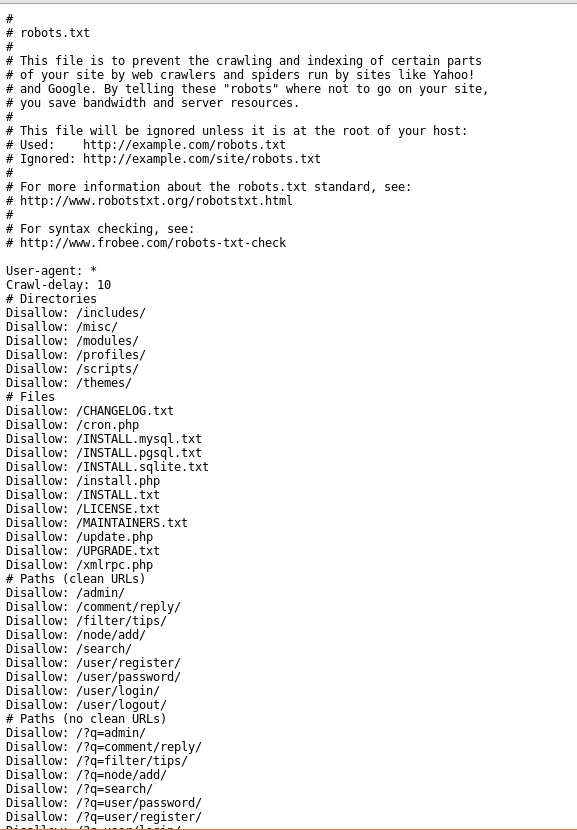 #
# robots.txt
#
# This file is to prevent the crawling and indexing of certain parts
# of your site by web crawlers and spiders run by sites like Yahoo!
# and Google. By telling these "robots" where not to go on your site,
# you save bandwidth and server resources.
#
# This file will be ignored unless it is at the root of your host:
# Used:    http://example.com/robots.txt
# Ignored: http://example.com/site/robots.txt
#
# For more information about the robots.txt standard, see:
# http://www.robotstxt.org/robotstxt.html
#
# For syntax checking, see:
# http://www.frobee.com/robots-txt-check

User-agent: *
Crawl-delay: 10
# Directories
Disallow: /includes/
Disallow: /misc/
Disallow: /modules/
Disallow: /profiles/
Disallow: /scripts/
Disallow: /themes/
# Files
Disallow: /CHANGELOG.txt
Disallow: /cron.php
Disallow: /INSTALL.mysql.txt
Disallow: /INSTALL.pgsql.txt
Disallow: /INSTALL.sqlite.txt
Disallow: /install.php
Disallow: /INSTALL.txt
Disallow: /LICENSE.txt
Disallow: /MAINTAINERS.txt
Disallow: /update.php
Disallow: /UPGRADE.txt
Disallow: /xmlrpc.php
# Paths (clean URLs)
Disallow: /admin/
Disallow: /comment/reply/
Disallow: /filter/tips/
Disallow: /node/add/
Disallow: /search/
Disallow: /user/register/
Disallow: /user/password/
Disallow: /user/login/
Disallow: /user/logout/
# Paths (no clean URLs)
Disallow: /?q=admin/
Disallow: /?q=comment/reply/
Disallow: /?q=filter/tips/
Disallow: /?q=node/add/
Disallow: /?q=search/
Disallow: /?q=user/password/
Disallow: /?q=user/register/